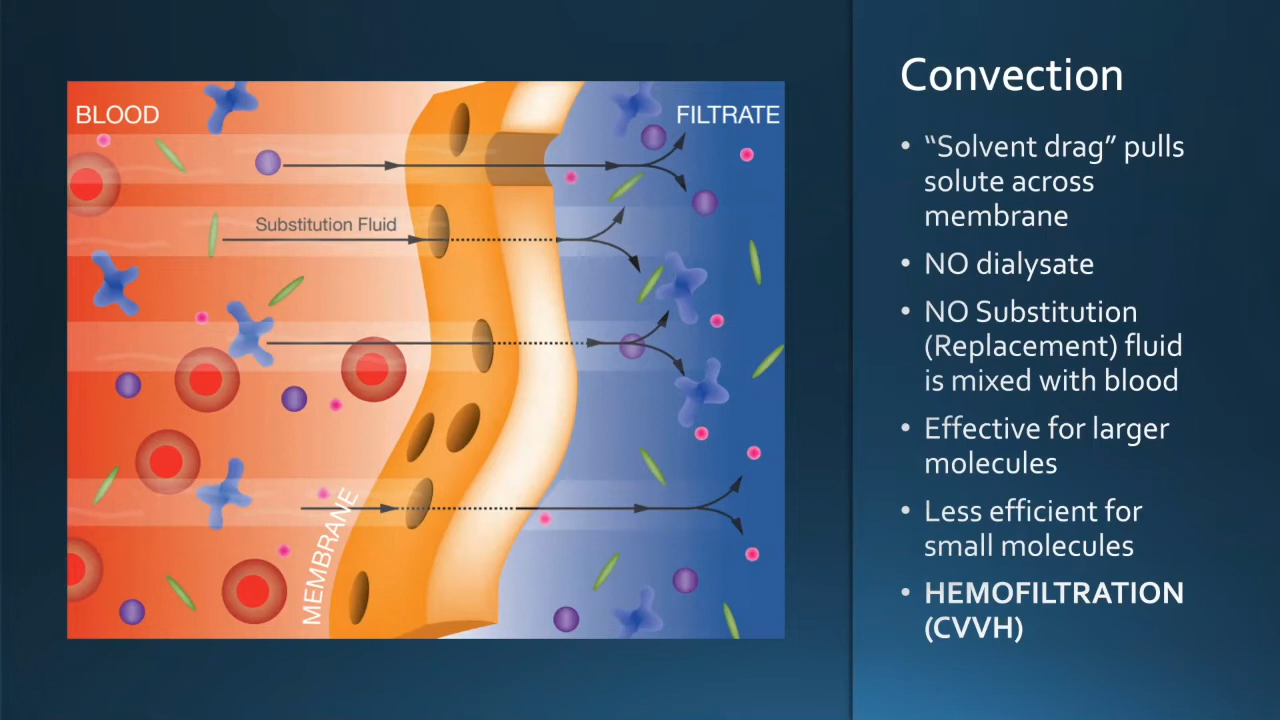 BLOOD
FILTRATE
Substitution Fluid
MEMBRANE
Convection
• “Solvent drag” pulls
solute across
membrane
• NO dialysate
• NO Substitution
(Replacement) fluid
is mixed with blood
• Effective for larger
molecules
• Less efficient for
small molecules
• HEMOFILTRATION
(CVVH)